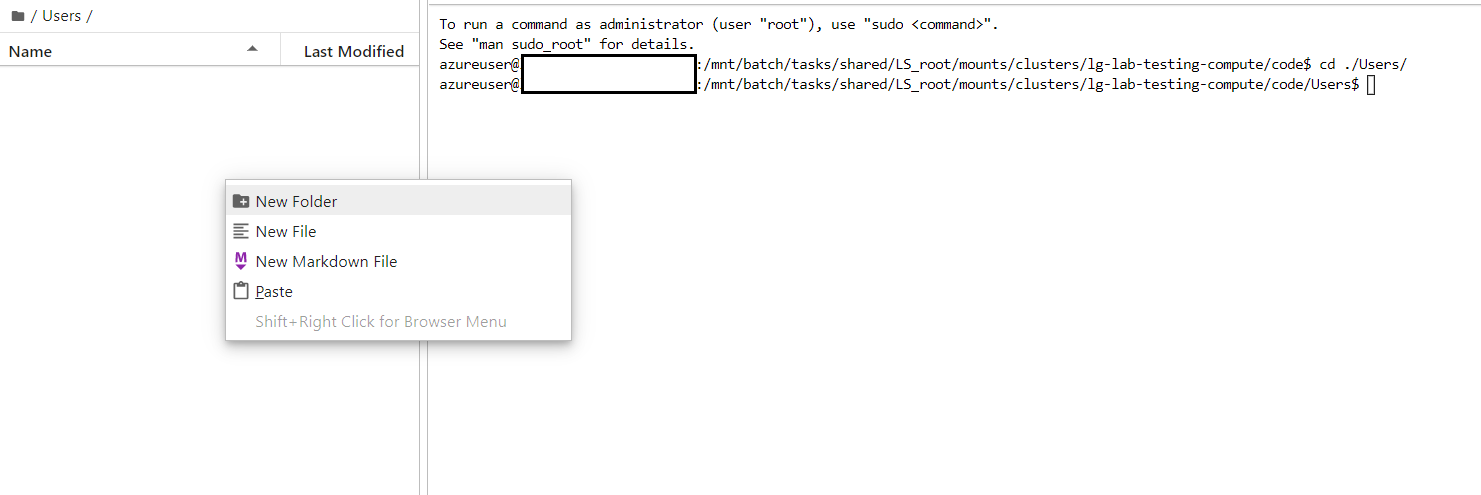 / Users /
Name Last Modified
New Folder
New File
New Markdown File
Paste
Shift+Right Click for Browser Menu
To run a command as administrator (user "root"), use "sudo <command>".
See "man sudo_root" for details.
azureuser@ :/mnt/batch/tasks/shared/LS_root/mounts/clusters/lg-lab-testing-compute/code$ cd ./Users/
azureuser@ :/mnt/batch/tasks/shared/LS_root/mounts/clusters/lg-lab-testing-compute/code/Users$